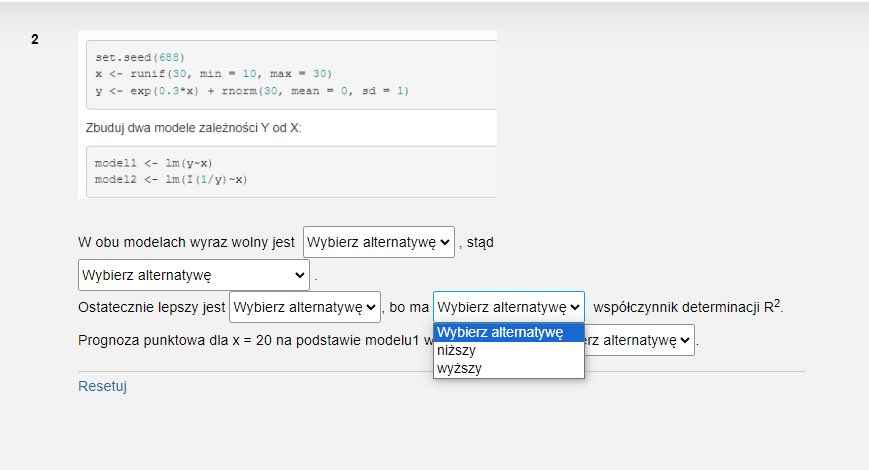 2
set.seed(688)
x <- runif(30, min = 10, max = 30)
y <- exp(0.3*x) + rnorm(30, mean = 0, sd = 1)
Zbuduj dwa modele zależności Y od X:
model1 <- lm(y~x)
model2 <- lm(I(1/y)~x)
W obu modelach wyraz wolny jest Wybierz alternatywę , stąd
Wybierz alternatywę .
Ostatecznie lepszy jest Wybierz alternatywę , bo ma Wybierz alternatywę współczynnik determinacji R².
Wybierz alternatywę
Prognoza punktowa dla x = 20 na podstawie modelu1 alternatywę .
niższy
wyższy
Resetuj